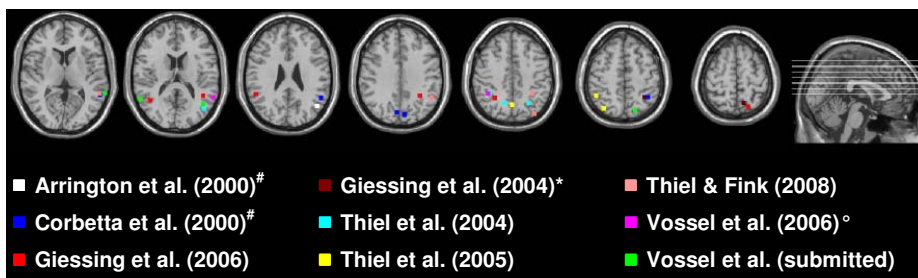 Arrington et al. (2000)# Giessing et al. (2004)* Thiel & Fink (2008)
Corbetta et al. (2000)# Thiel et al. (2004) Vossel et al. (2006)°
Giessing et al. (2006) Thiel et al. (2005) Vossel et al. (submitted)